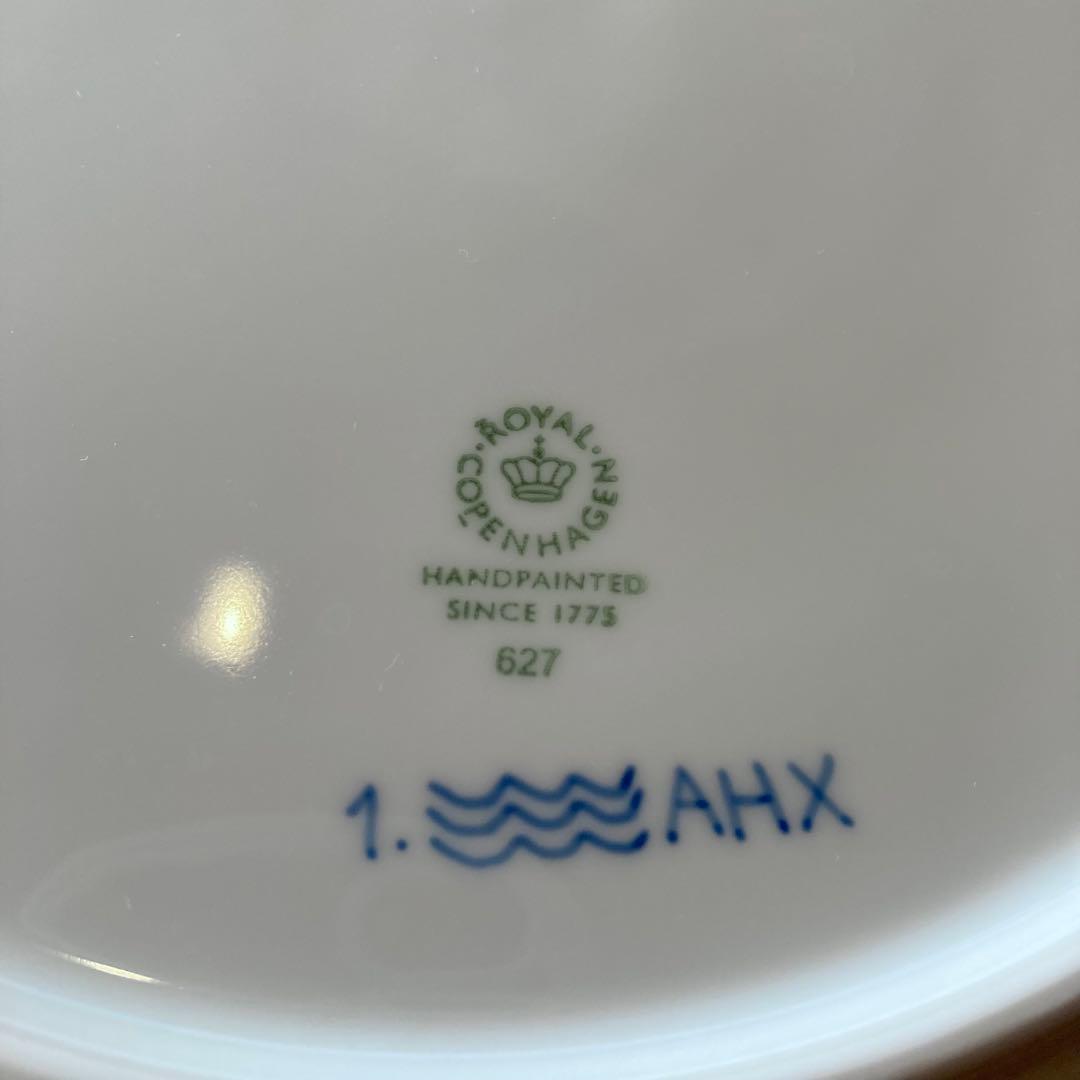 ROYAL
COPENHAGEN
HANDPAINTED
SINCE 1775
627
1. AHX